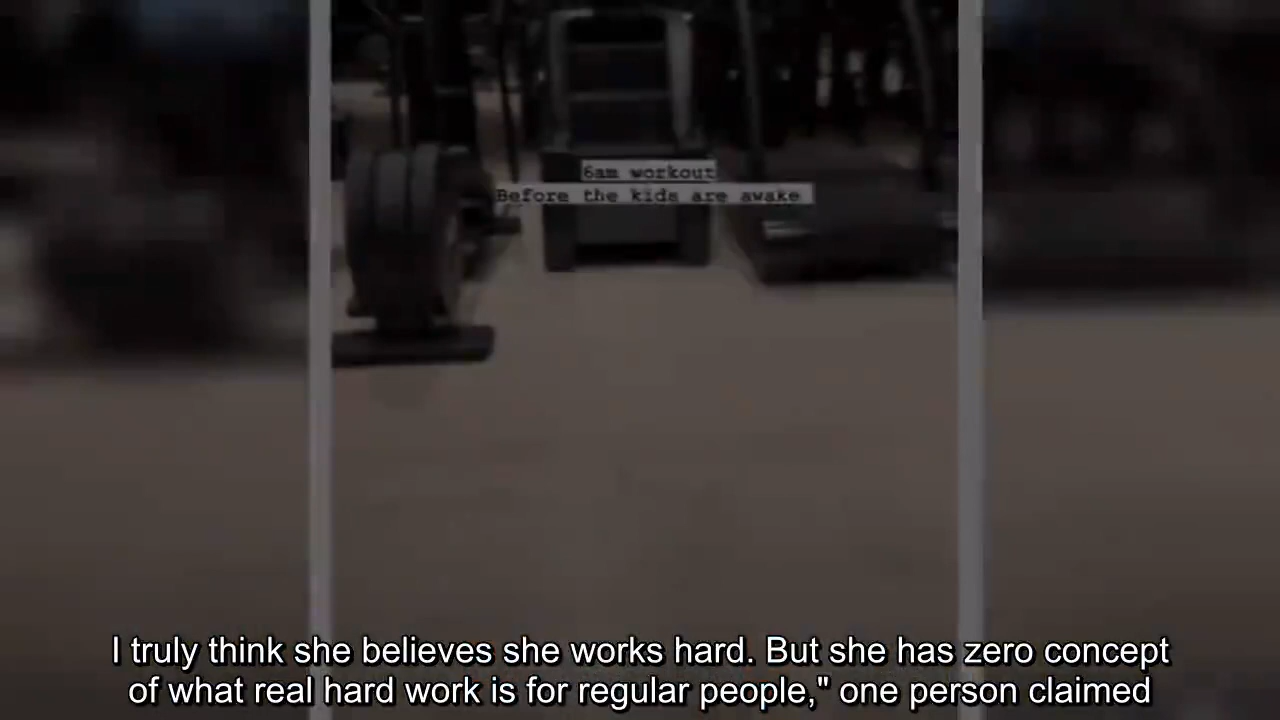 6am workout
Before the kids are awake
I truly think she believes she works hard. But she has zero concept
of what real hard work is for regular people," one person claimed